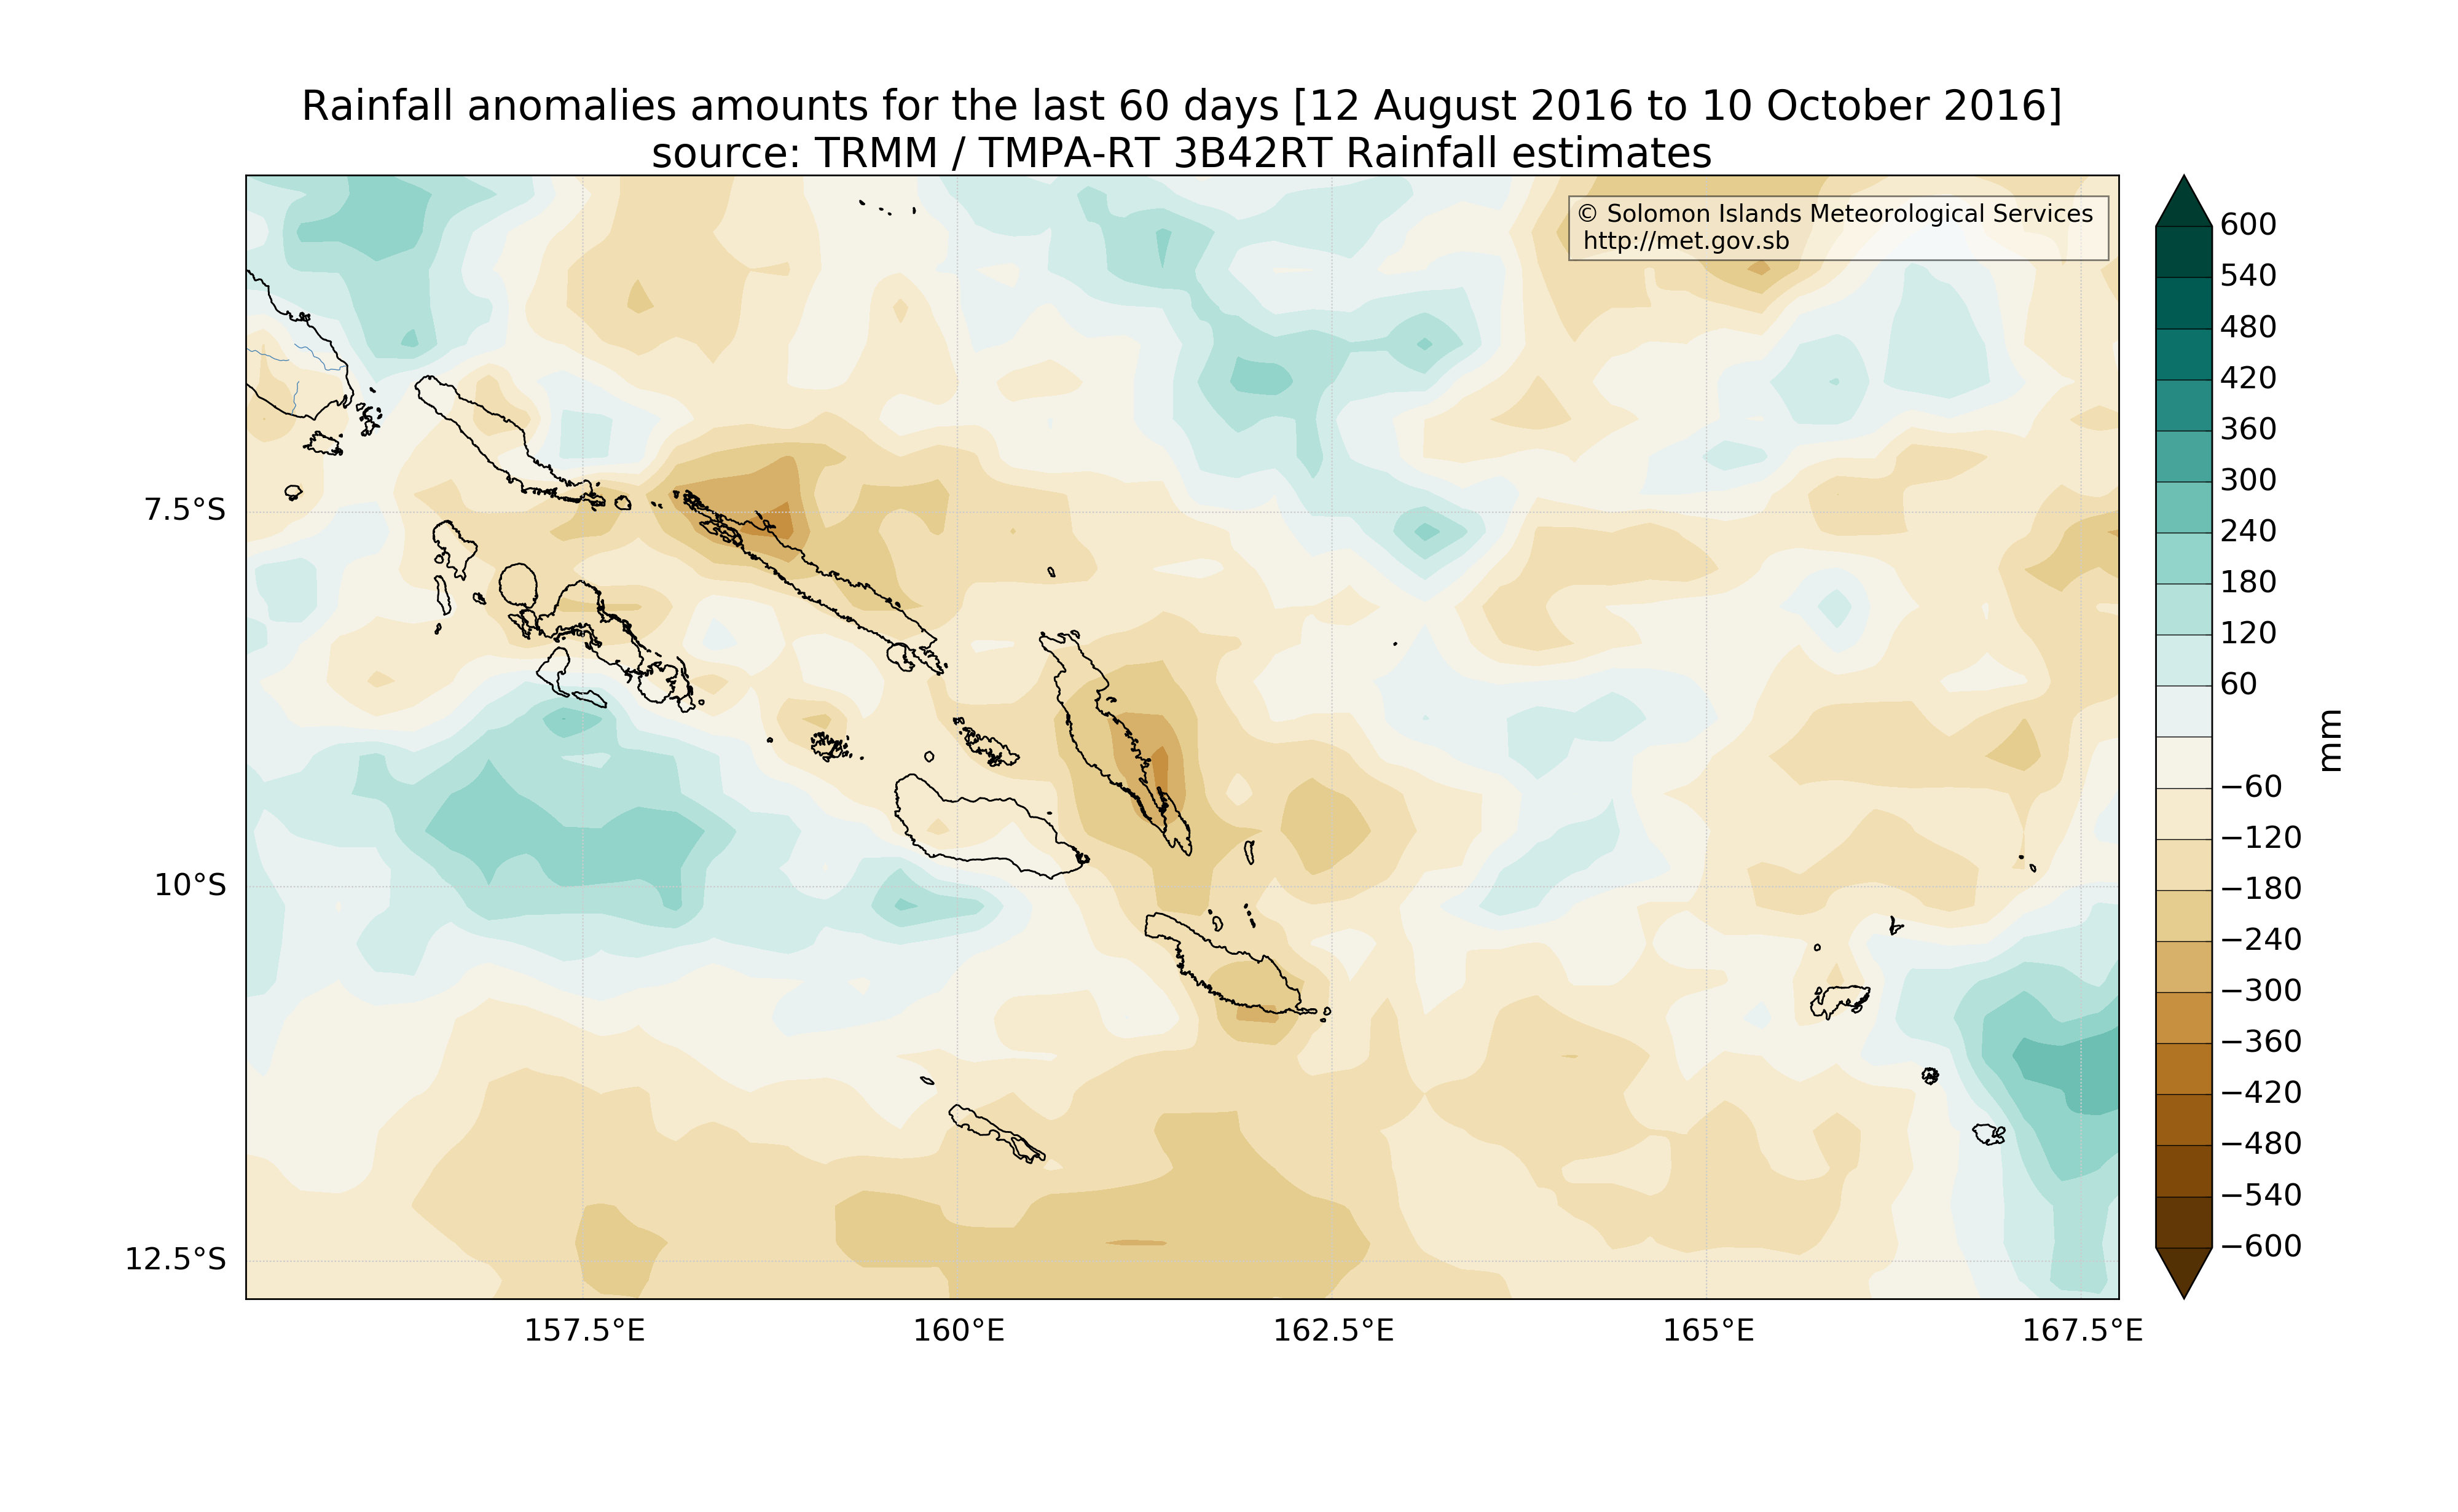 Rainfall anomalies amounts for the last 60 days [12 August 2016 to 10 October 2016]
source: TRMM / TMPA-RT 3B42RT Rainfall estimates
© Solomon Islands Meteorological Services
http://met.gov.sb
7.5°S
10°S
12.5°S
157.5°E
160°E
162.5°E
165°E
167.5°E
600
540
480
420
360
300
240
180
120
60
−60
−120
−180
−240
−300
−360
−420
−480
−540
−600
mm